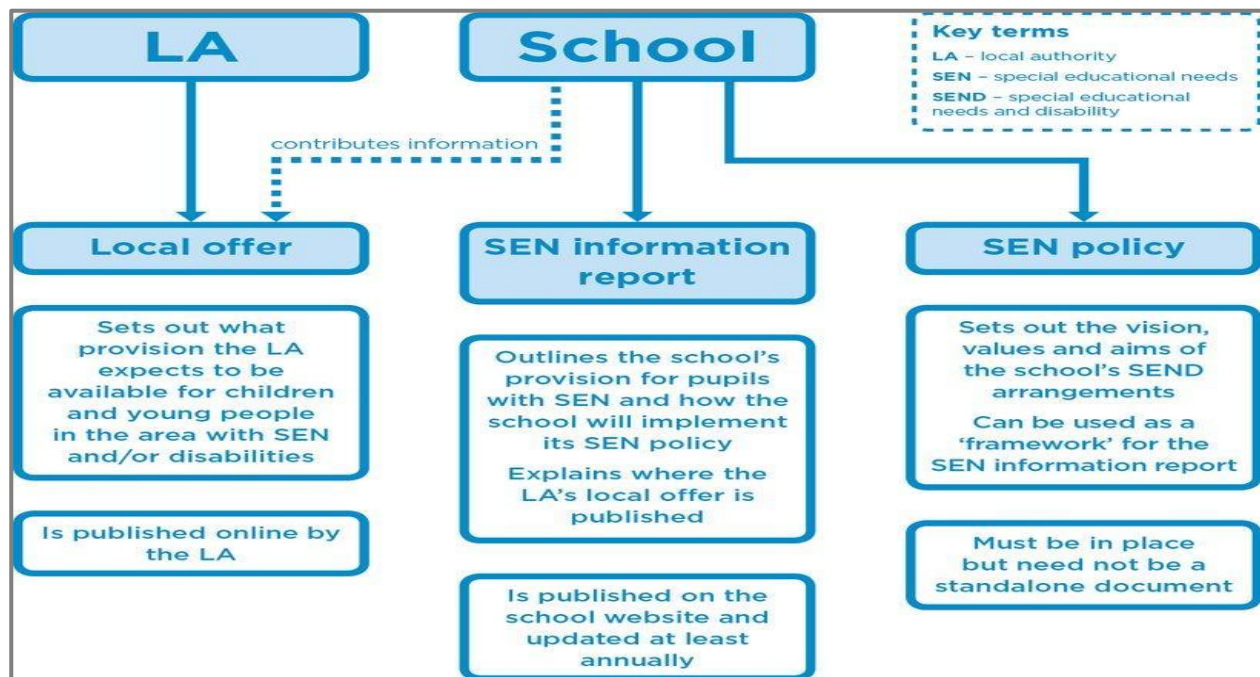 LA
School
Key terms
LA – local authority
SEN – special educational needs
SEND – special educational
needs and disability
contributes information
Local offer
Sets out what
provision the LA
expects to be
available for children
and young people
in the area with SEN
and/or disabilities
Is published online by
the LA
SEN information
report
Outlines the school’s
provision for pupils
with SEN and how the
school will implement
its SEN policy
Explains where the
LA’s local offer is
published
Is published on the
school website and
updated at least
annually
SEN policy
Sets out the vision,
values and aims of
the school’s SEND
arrangements
Can be used as a
‘framework’ for the
SEN information report
Must be in place
but need not be a
standalone document